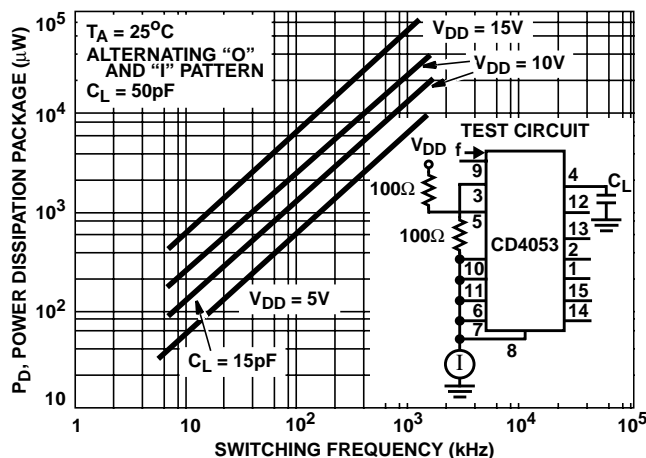 P_D, POWER DISSIPATION PACKAGE (µW)
10^5
10^4
10^3
10^2
10
T_A = 25°C
ALTERNATING “O”
AND “I” PATTERN
C_L = 50pF
V_DD = 15V
V_DD = 10V
V_DD = 5V
C_L = 15pF
TEST CIRCUIT
V_DD
f
100Ω
100Ω
9
3
5
10
11
6
7
8
CD4053
4
12
13
2
1
15
14
C_L
I
1
10
10^2
10^3
10^4
10^5
SWITCHING FREQUENCY (kHz)